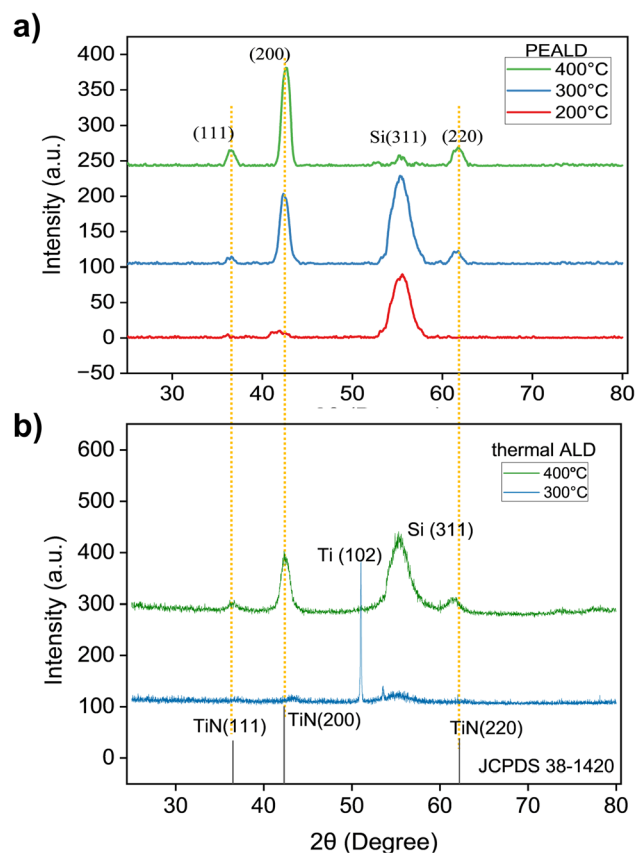 a)
(200)
PEALD
400°C
300°C
200°C
(111)
Si(311)
(220)
Intensity (a.u.)
400
350
300
250
200
150
100
50
0
−50
30
40
50
60
70
80
b)
thermal ALD
400°C
300°C
Si (311)
Ti (102)
Intensity (a.u.)
600
500
400
300
200
100
0
TiN(111)
TiN(200)
TiN(220)
JCPDS 38-1420
30
40
50
60
70
80
2θ (Degree)